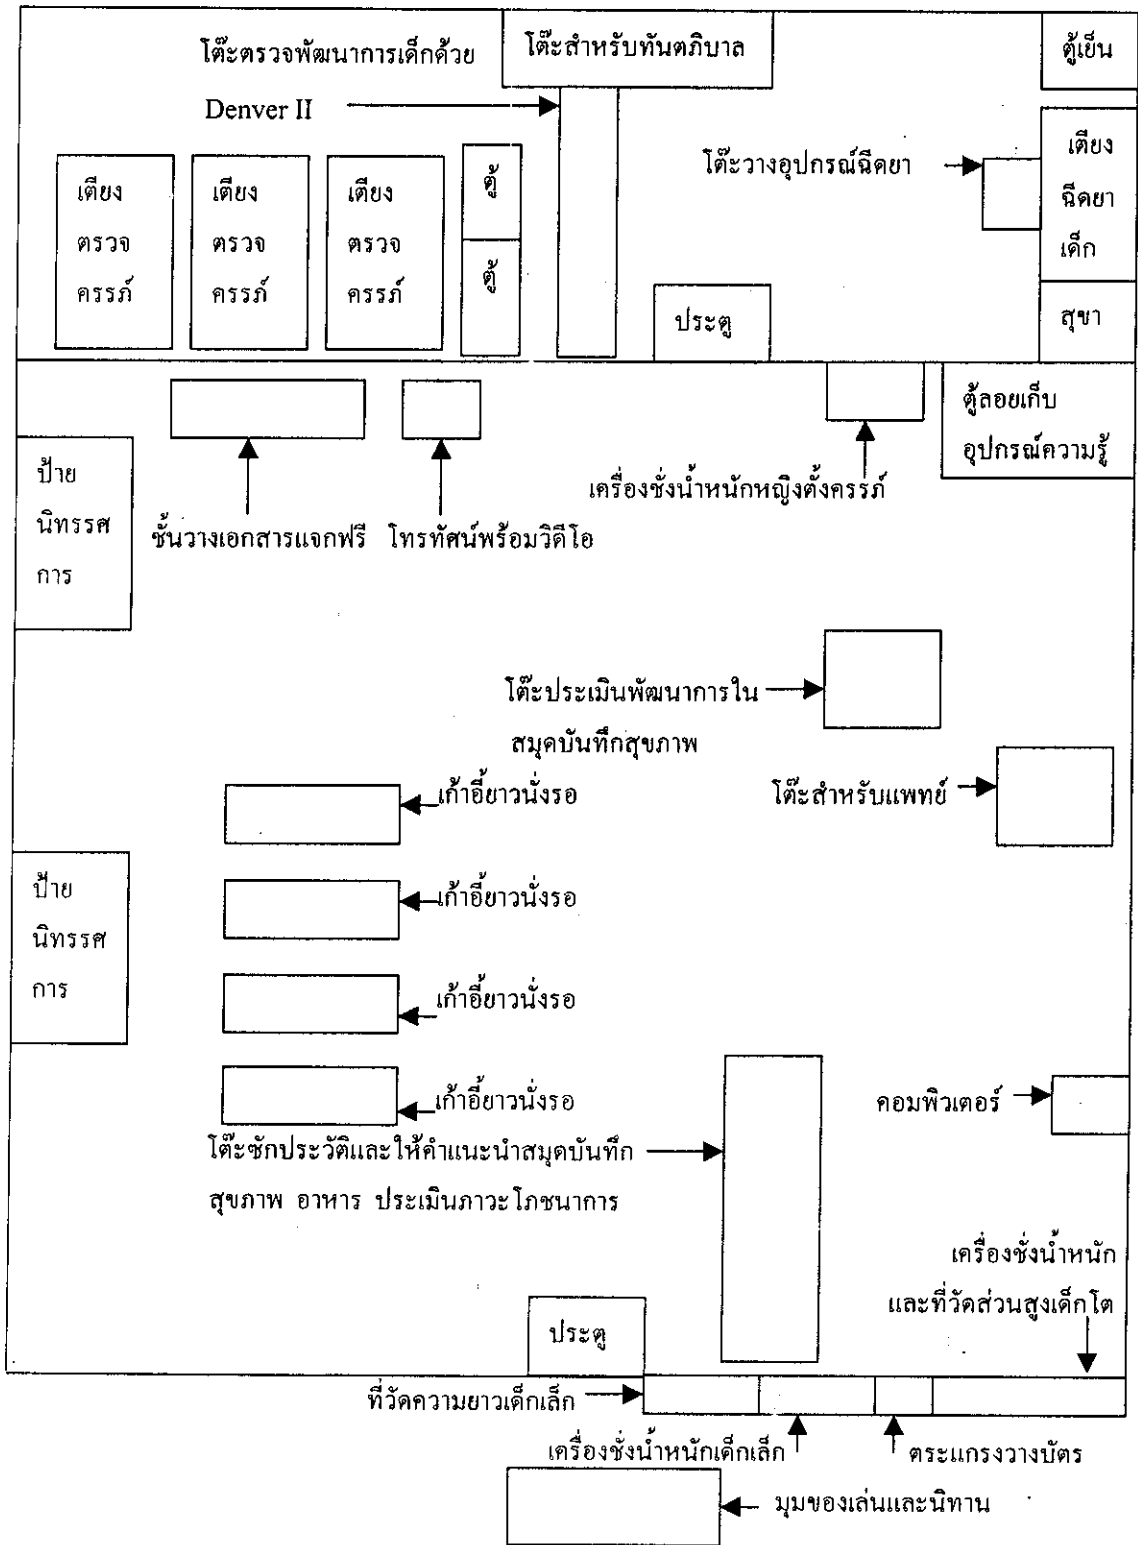 โต๊ะตรวจพัฒนาการเด็กด้วย
Denver II
โต๊ะสำหรับทันตภิบาล
ตู้เย็น
เตียง
ฉีดยา
เด็ก
โต๊ะวางอุปกรณ์ฉีดยา
เตียง
ตรวจ
ครรภ์
เตียง
ตรวจ
ครรภ์
เตียง
ตรวจ
ครรภ์
ตู้
ตู้
ประตู
สุขา
ตู้ลอยเก็บ
อุปกรณ์ความรู้
เครื่องชั่งน้ำหนักหญิงตั้งครรภ์
ป้าย
นิทรรศ
การ
ชั้นวางเอกสารแจกฟรี
โทรทัศน์พร้อมวิดีโอ
โต๊ะประเมินพัฒนาการใน
สมุดบันทึกสุขภาพ
โต๊ะสำหรับแพทย์
เก้าอี้ยาวนั่งรอ
เก้าอี้ยาวนั่งรอ
เก้าอี้ยาวนั่งรอ
เก้าอี้ยาวนั่งรอ
ป้าย
นิทรรศ
การ
คอมพิวเตอร์
โต๊ะซักประวัติและให้คำแนะนำสมุดบันทึก
สุขภาพ อาหาร ประเมินภาวะโภชนาการ
เครื่องชั่งน้ำหนัก
และที่วัดส่วนสูงเด็กโต
ประตู
ที่วัดความยาวเด็กเล็ก
เครื่องชั่งน้ำหนักเด็กเล็ก
ตระแกรงวางบัตร
มุมของเล่นและนิทาน